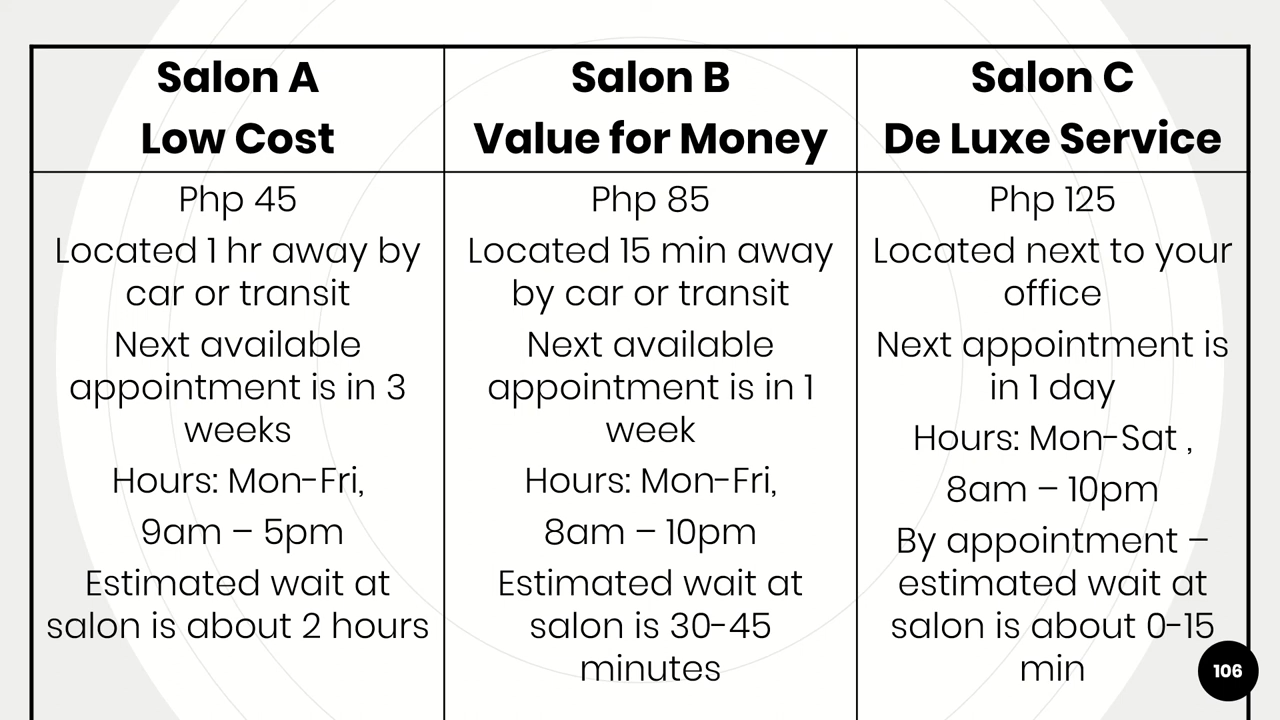 Salon A
Low Cost
Php 45
Located 1 hr away by
car or transit
Next available
appointment is in 3
weeks
Hours: Mon-Fri,
9am – 5pm
Estimated wait at
salon is about 2 hours
Salon B
Value for Money
Php 85
Located 15 min away
by car or transit
Next available
appointment is in 1
week
Hours: Mon-Fri,
8am – 10pm
Estimated wait at
salon is 30-45
minutes
Salon C
De Luxe Service
Php 125
Located next to your
office
Next appointment is
in 1 day
Hours: Mon-Sat ,
8am – 10pm
By appointment –
estimated wait at
salon is about 0-15
min
106